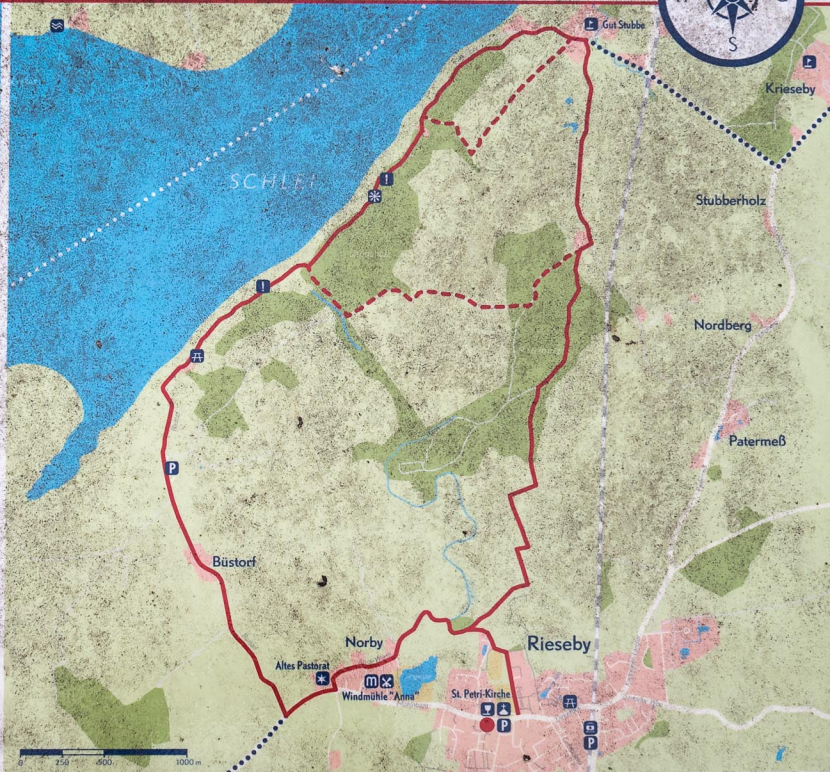 S
Gut Stubbe
Krieseby
SCHLEI
Stubberholz
Nordberg
Patermeß
P
Büstorf
Norby
Rieseby
Altes Pastorat
Windmühle "Anna"
St. Petri-Kirche
P
P
0 250 500 1000 m